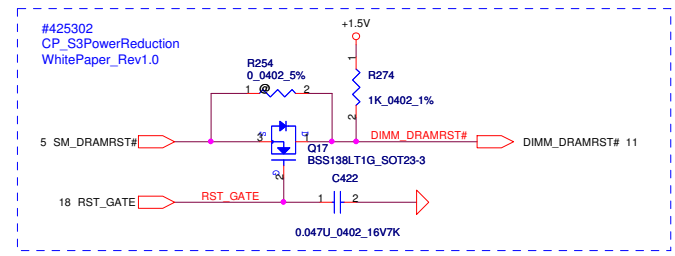 #425302
CP_S3PowerReduction
WhitePaper_Rev1.0
+1.5V
R254
0_0402_5%
1 @ 2
1
R274
1K_0402_1%
2
5 SM_DRAMRST#
3 S D 1
DIMM_DRAMRST#
DIMM_DRAMRST# 11
Q17
BSS138LT1G_SOT23-3
G
2
C422
18 RST_GATE
RST_GATE
1 2
0.047U_0402_16V7K